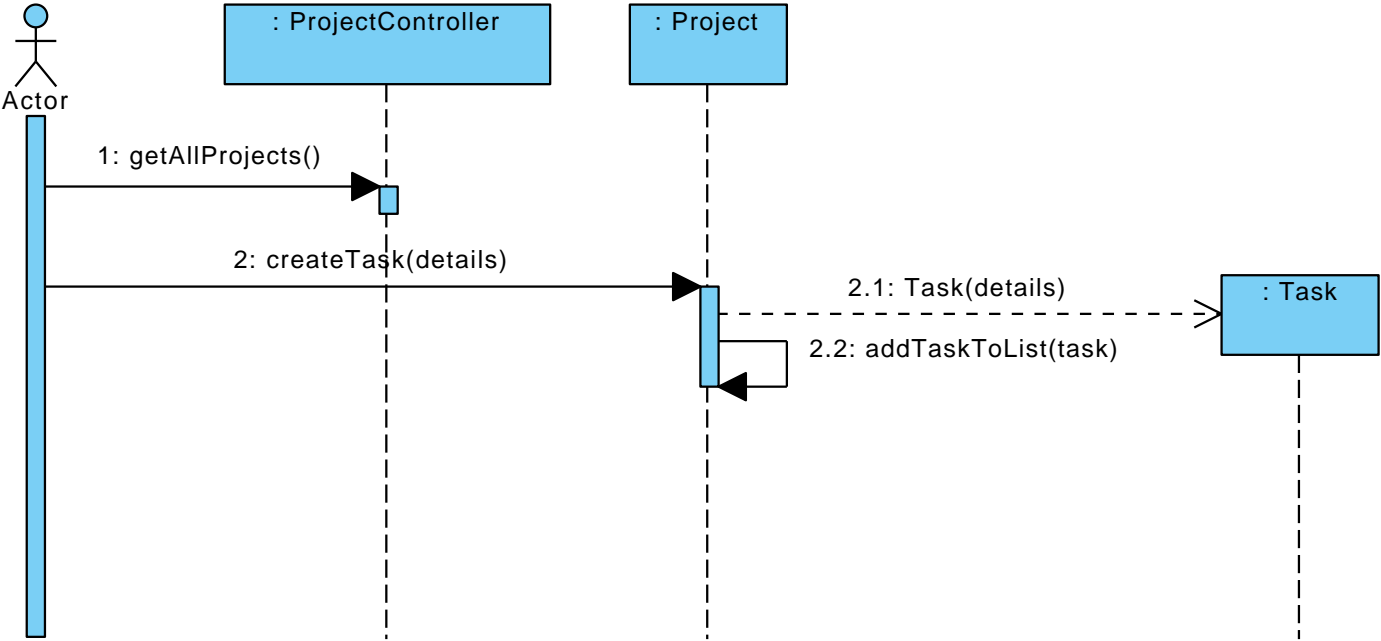 : ProjectController
: Project
Actor
1: getAllProjects()
2: createTask(details)
2.1: Task(details)
: Task
2.2: addTaskToList(task)